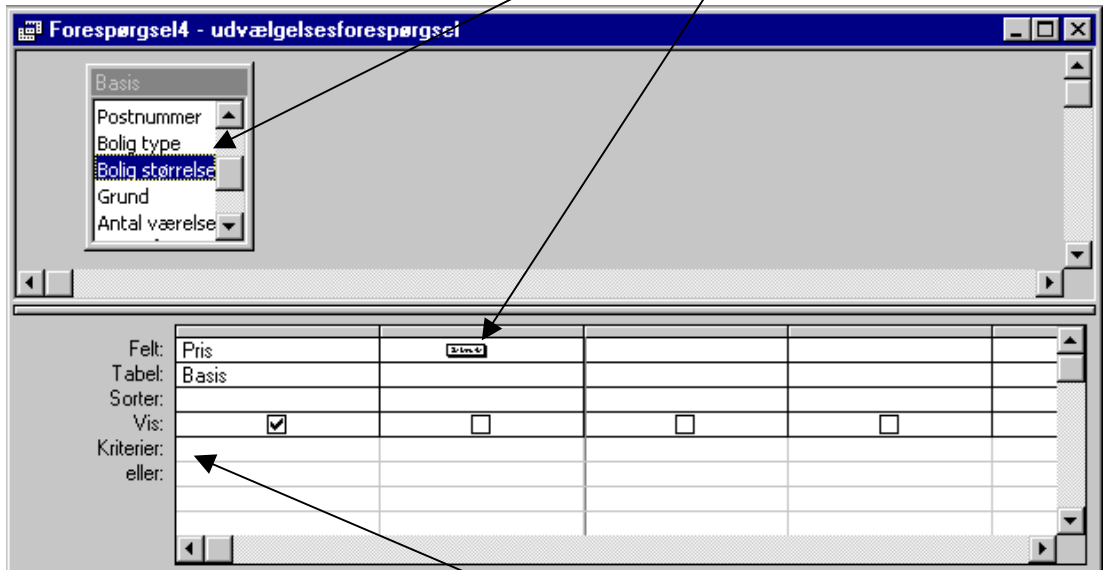 Forespørgsel4 - udvælgelsesforespørgsel
Basis
Postnummer
Bolig type
Bolig størrelse
Grund
Antal værelse
Felt: Pris
Tabel: Basis
Sorter:
Vis:
Kriterier:
eller: